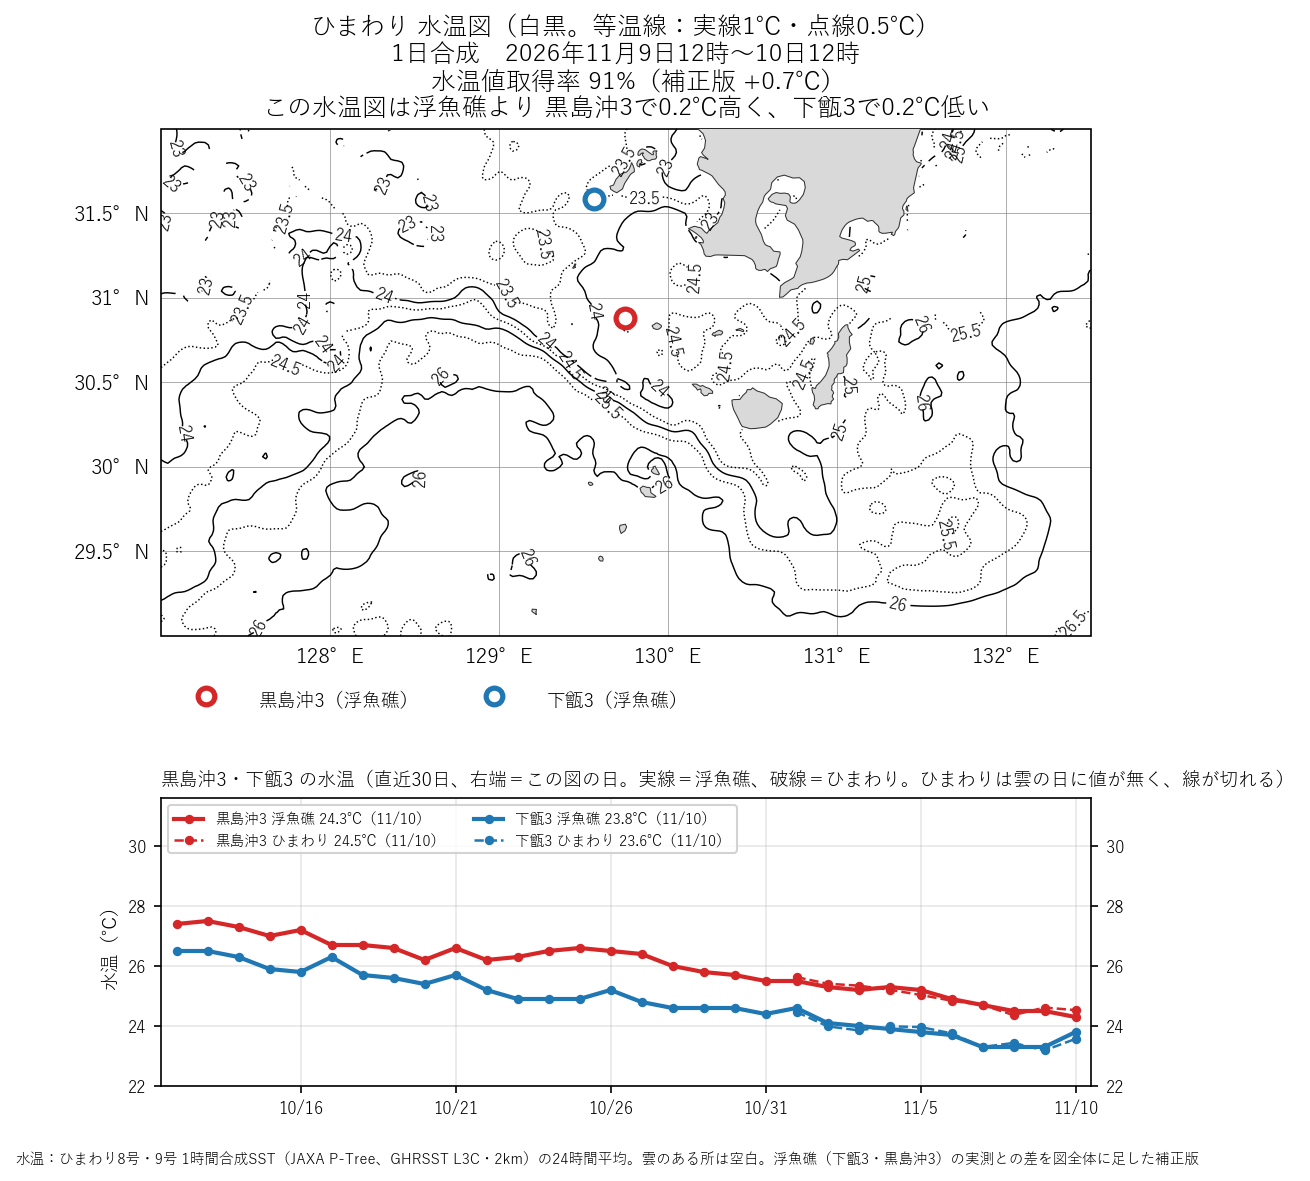 ひまわり 水温図（白黒。等温線：実線1°C・点線0.5°C）
1日合成　2026年11月9日12時～10日12時
水温値取得率 91%（補正版 +0.7°C）
この水温図は浮魚礁より 黒島沖3で0.2°C高く、下甑3で0.2°C低い
31.5° N
31° N
30.5° N
30° N
29.5° N
128° E
129° E
130° E
131° E
132° E
黒島沖3（浮魚礁）
下甑3（浮魚礁）
黒島沖3・下甑3 の水温（直近30日、右端＝この図の日。実線＝浮魚礁、破線＝ひまわり。ひまわりは雲の日に値が無く、線が切れる）
黒島沖3 浮魚礁 24.3°C（11/10）
黒島沖3 ひまわり 24.5°C（11/10）
下甑3 浮魚礁 23.8°C（11/10）
下甑3 ひまわり 23.6°C（11/10）
水温（°C）
30
28
26
24
22
30
28
26
24
22
10/16
10/21
10/26
10/31
11/5
11/10
水温：ひまわり8号・9号 1時間合成SST（JAXA P-Tree、GHRSST L3C・2km）の24時間平均。雲のある所は空白。浮魚礁（下甑3・黒島沖3）の実測との差を図全体に足した補正版